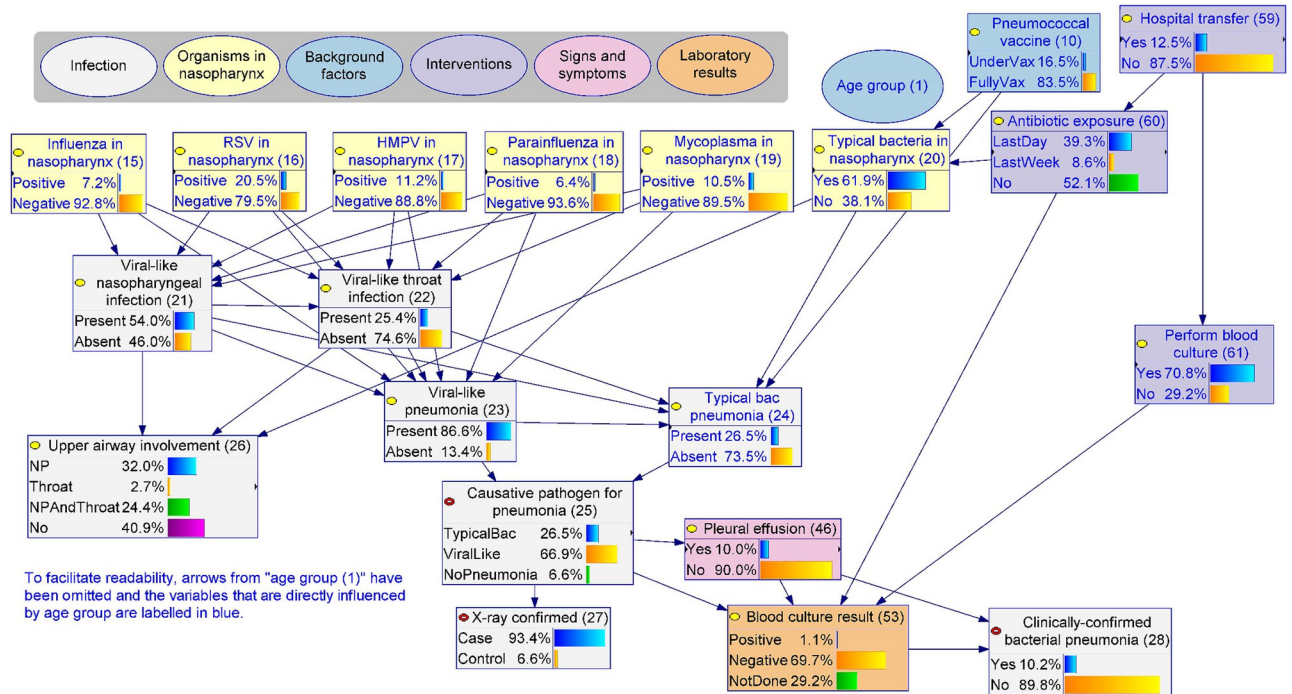 Infection
Organisms in
nasopharynx
Background
factors
Interventions
Signs and
symptoms
Laboratory
results
Age group (1)
Pneumococcal
vaccine (10)
UnderVax 16.5%
FullyVax 83.5%
Hospital transfer (59)
Yes 12.5%
No 87.5%
Antibiotic exposure (60)
LastDay 39.3%
LastWeek 8.6%
No 52.1%
Influenza in
nasopharynx (15)
Positive 7.2%
Negative 92.8%
RSV in
nasopharynx (16)
Positive 20.5%
Negative 79.5%
HMPV in
nasopharynx (17)
Positive 11.2%
Negative 88.8%
Parainfluenza in
nasopharynx (18)
Positive 6.4%
Negative 93.6%
Mycoplasma in
nasopharynx (19)
Positive 10.5%
Negative 89.5%
Typical bacteria in
nasopharynx (20)
Yes 61.9%
No 38.1%
Viral-like
nasopharyngeal
infection (21)
Present 54.0%
Absent 46.0%
Viral-like throat
infection (22)
Present 25.4%
Absent 74.6%
Perform blood
culture (61)
Yes 70.8%
No 29.2%
Viral-like
pneumonia (23)
Present 86.6%
Absent 13.4%
Typical bac
pneumonia (24)
Present 26.5%
Absent 73.5%
Upper airway involvement (26)
NP 32.0%
Throat 2.7%
NPAndThroat 24.4%
No 40.9%
Causative pathogen for
pneumonia (25)
TypicalBac 26.5%
ViralLike 66.9%
NoPneumonia 6.6%
Pleural effusion (46)
Yes 10.0%
No 90.0%
To facilitate readability, arrows from "age group (1)" have
been omitted and the variables that are directly influenced
by age group are labelled in blue.
X-ray confirmed (27)
Case 93.4%
Control 6.6%
Blood culture result (53)
Positive 1.1%
Negative 69.7%
NotDone 29.2%
Clinically-confirmed
bacterial pneumonia (28)
Yes 10.2%
No 89.8%